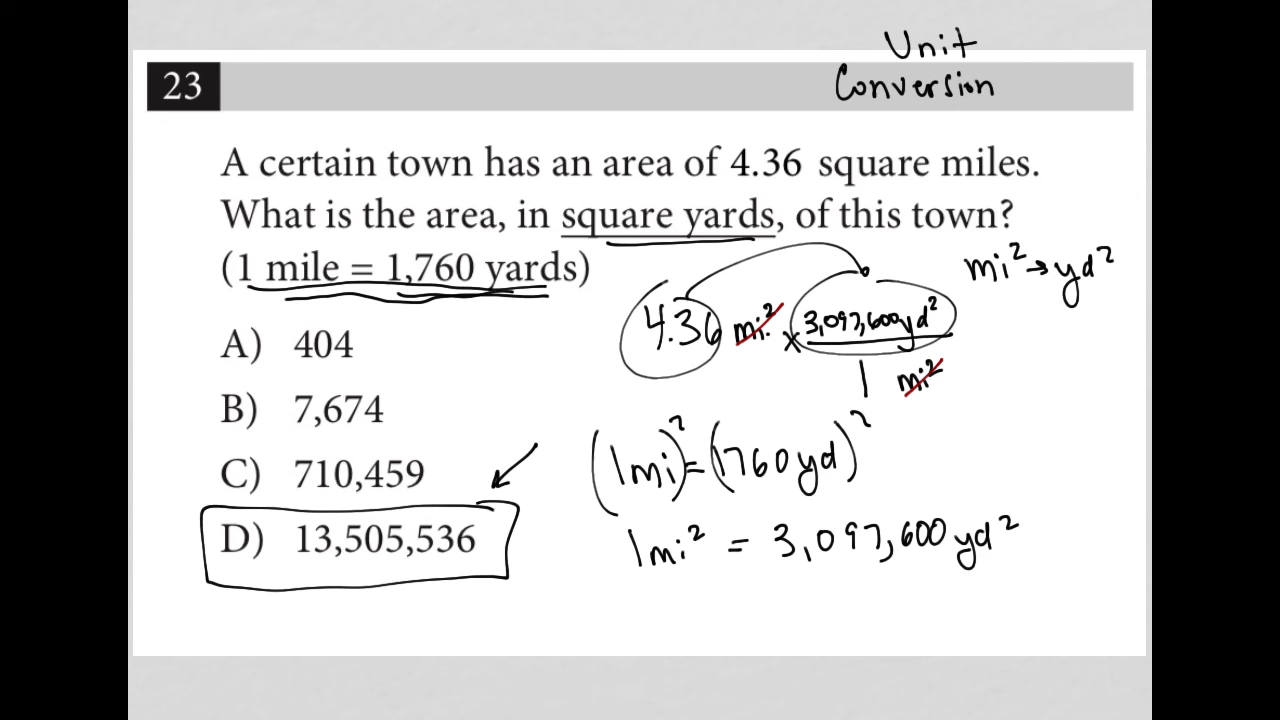 Unit
Conversion
23
A certain town has an area of 4.36 square miles.
What is the area, in square yards, of this town?
(1 mile = 1,760 yards)
mi² → yd²
4.36 mi² × 3,097,600 yd²
1 mi²
A) 404
B) 7,674
C) 710,459
D) 13,505,536
(1 mi)² = (1760 yd)²
1 mi² = 3,097,600 yd²